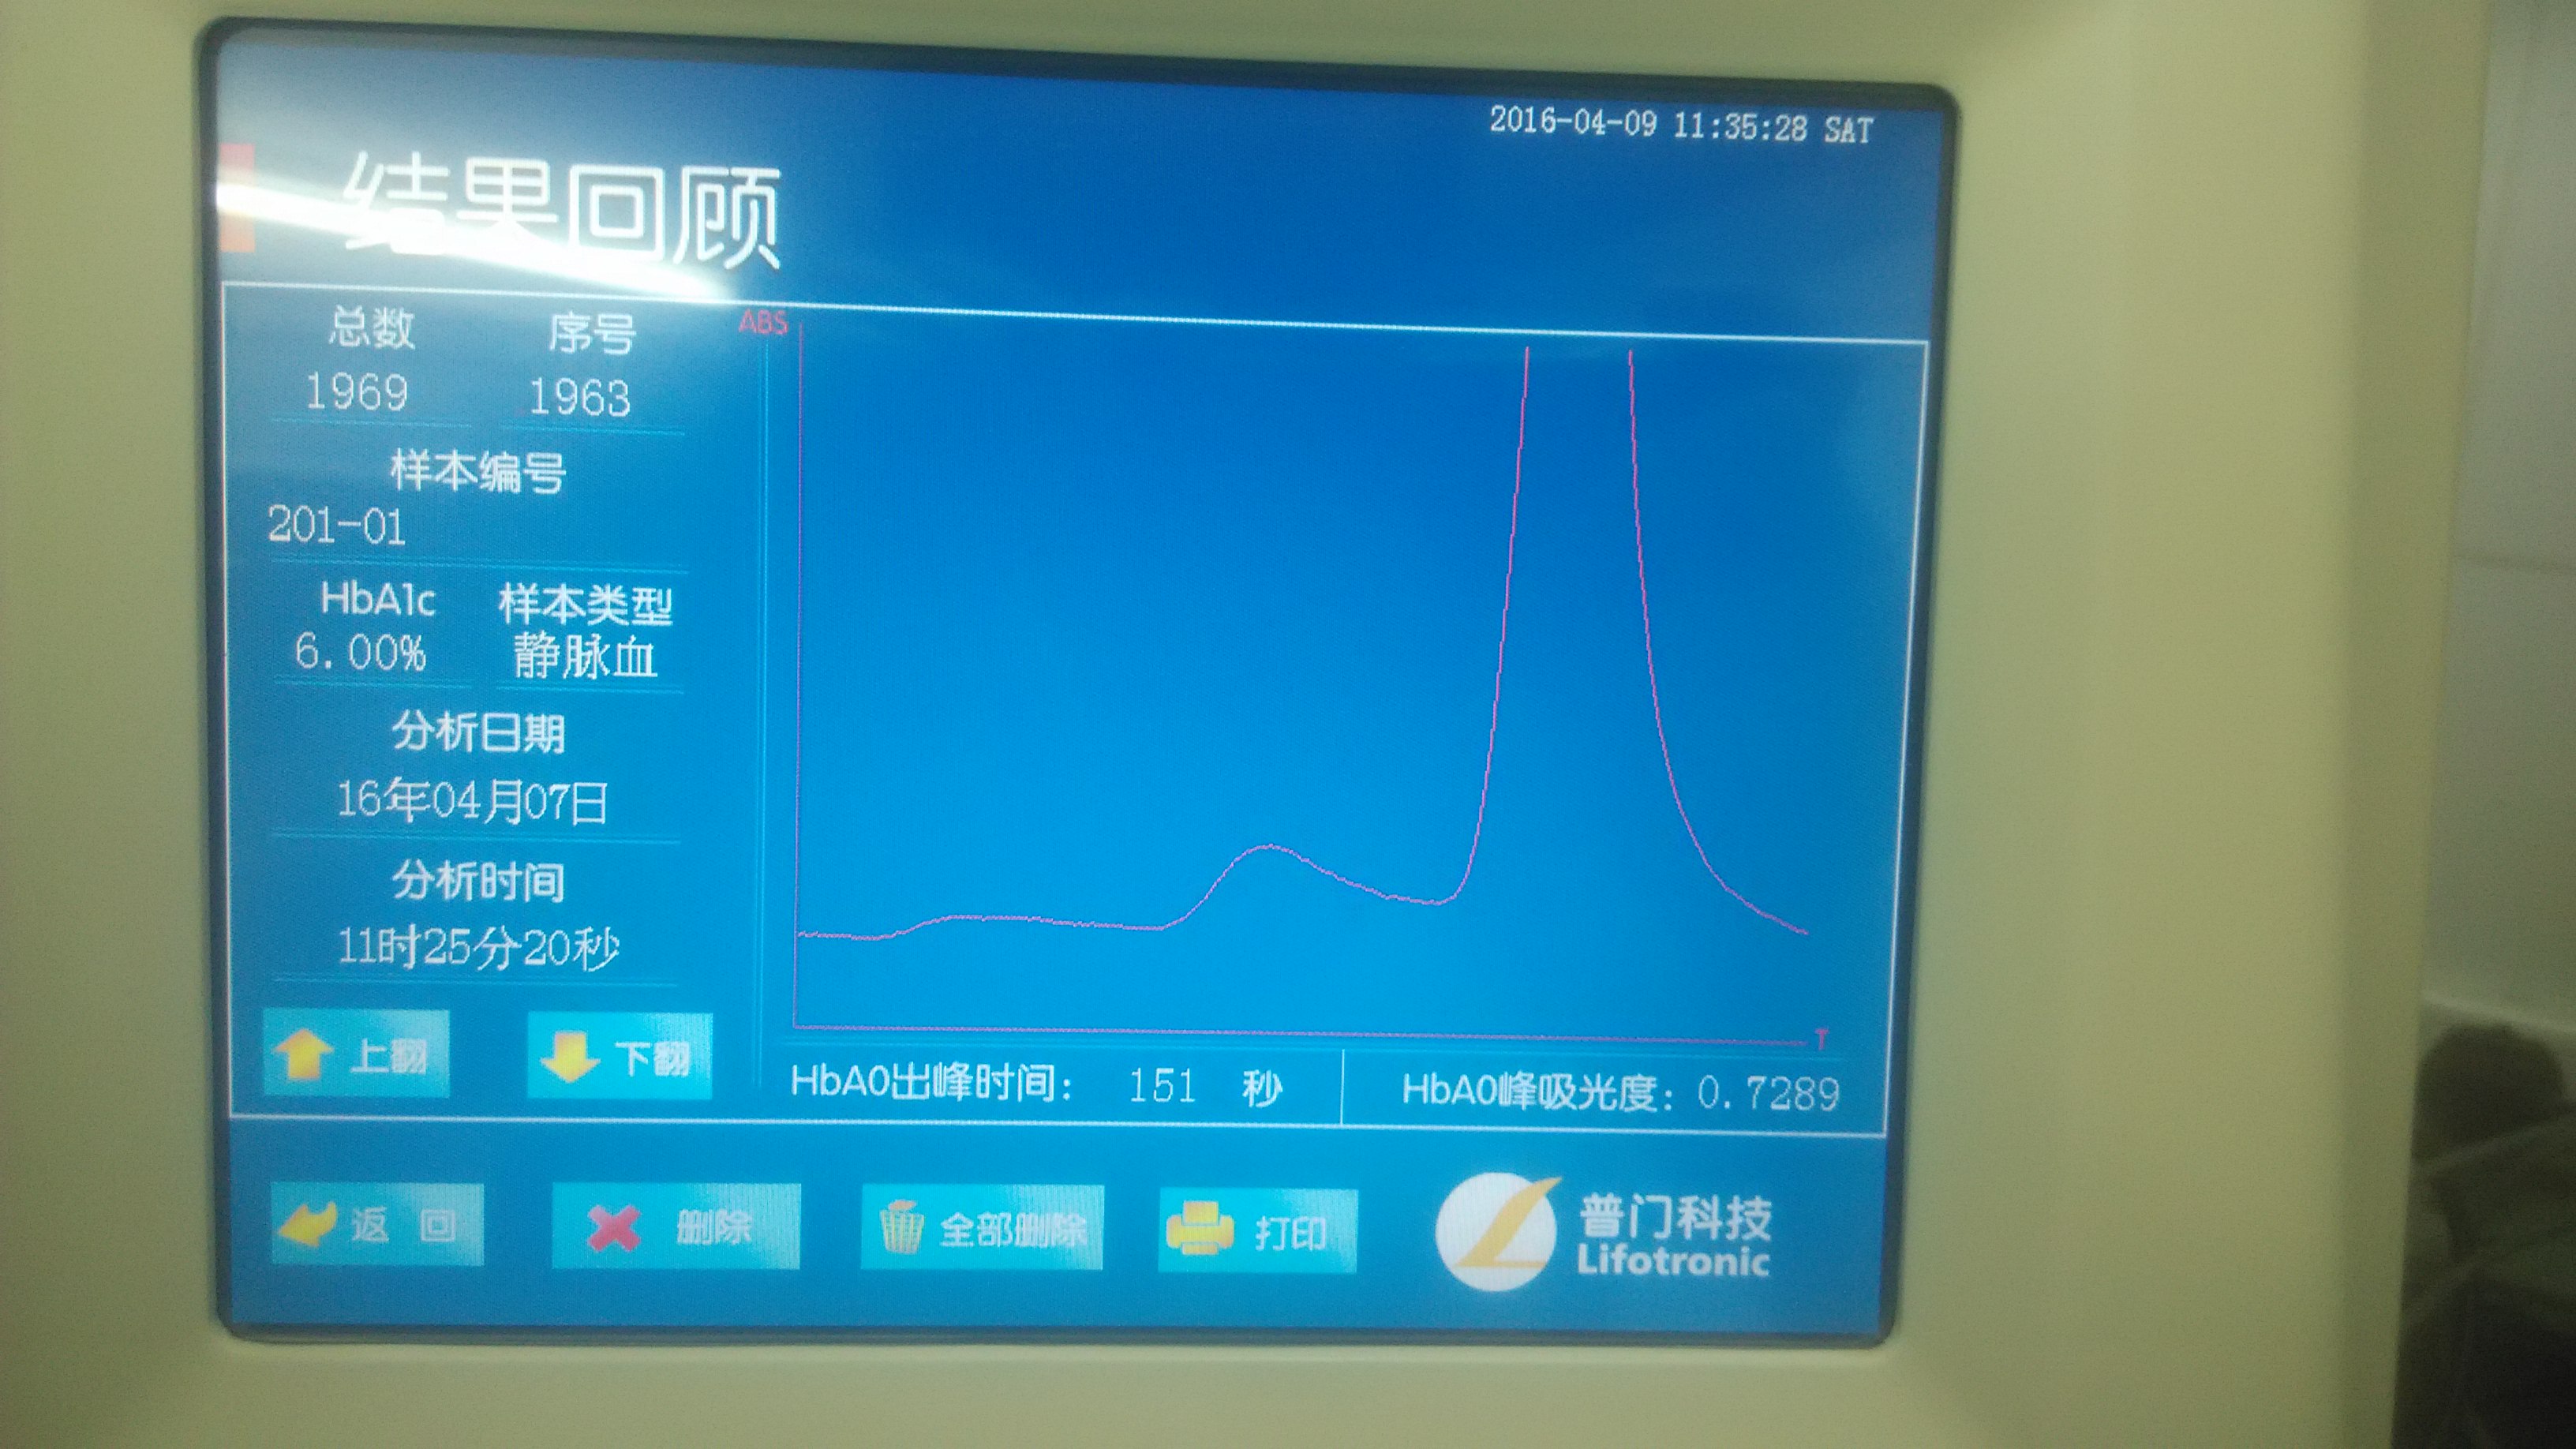 2016-04-09 11:35:28 SAT
结果回顾
总数 序号
1969 1963
样本编号
201-01
HbA1c 样本类型
6.00% 静脉血
分析日期
16年04月07日
分析时间
11时25分20秒
上翻 下翻
ABS
T
HbA0出峰时间: 151 秒 HbA0峰吸光度: 0.7289
返 回 删除 全部删除 打印
普门科技
Lifotronic